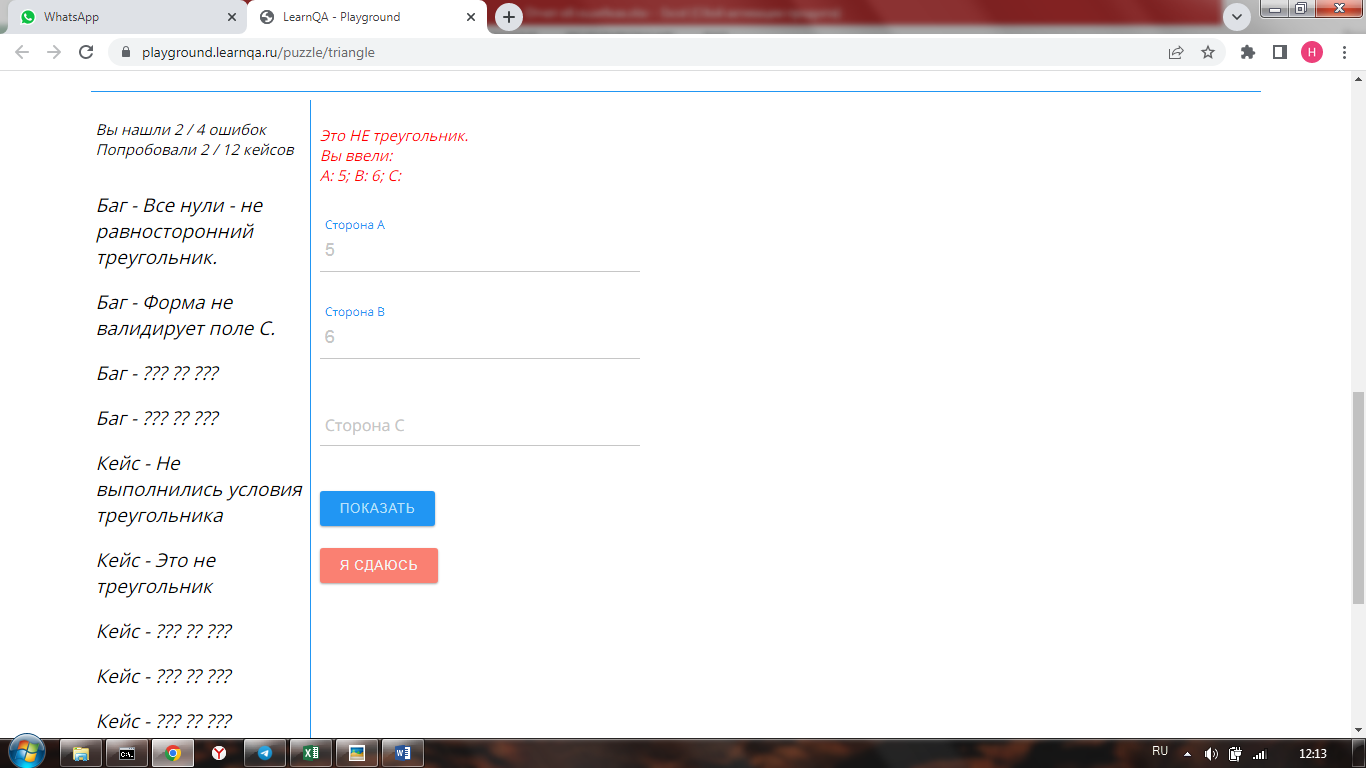 WhatsApp
LearnQA - Playground
playground.learnqa.ru/puzzle/triangle
Н
Вы нашли 2 / 4 ошибок
Попробовали 2 / 12 кейсов
Баг - Все нули - не
равносторонний
треугольник.
Баг - Форма не
валидирует поле C.
Баг - ??? ?? ???
Баг - ??? ?? ???
Кейс - Не
выполнились условия
треугольника
Кейс - Это не
треугольник
Кейс - ??? ?? ???
Кейс - ??? ?? ???
Кейс - ??? ?? ???
Это НЕ треугольник.
Вы ввели:
A: 5; B: 6; C:
Сторона A
5
Сторона B
6
Сторона C
ПОКАЗАТЬ
Я СДАЮСЬ
RU
12:13